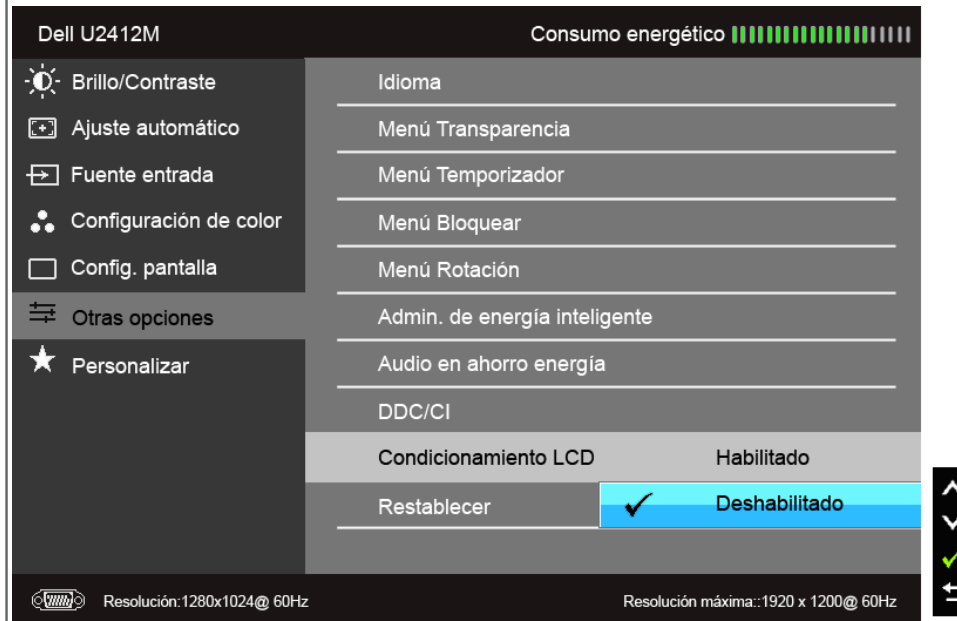 Dell U2412M
Consumo energético
Brillo/Contraste
Ajuste automático
Fuente entrada
Configuración de color
Config. pantalla
Otras opciones
Personalizar
Idioma
Menú Transparencia
Menú Temporizador
Menú Bloquear
Menú Rotación
Admin. de energía inteligente
Audio en ahorro energía
DDC/CI
Condicionamiento LCD
Habilitado
Restablecer
Deshabilitado
Resolución:1280x1024@ 60Hz
Resolución máxima::1920 x 1200@ 60Hz